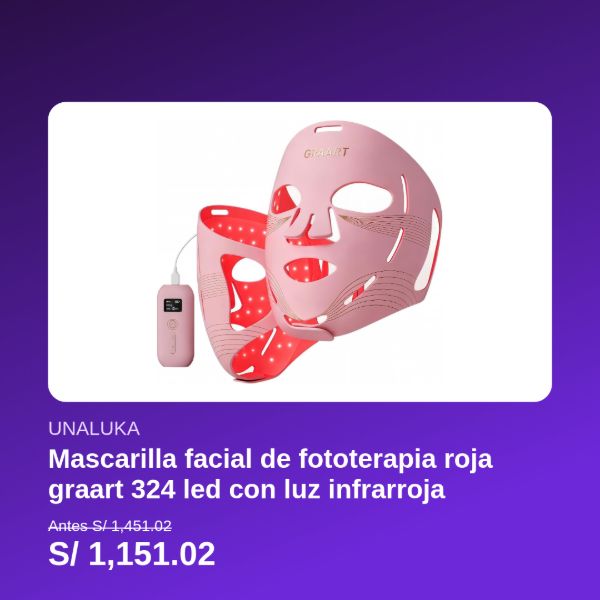 GRAART
UNALUKA
Mascarilla facial de fototerapia roja
graart 324 led con luz infrarroja
Antes S/ 1,451.02
S/ 1,151.02